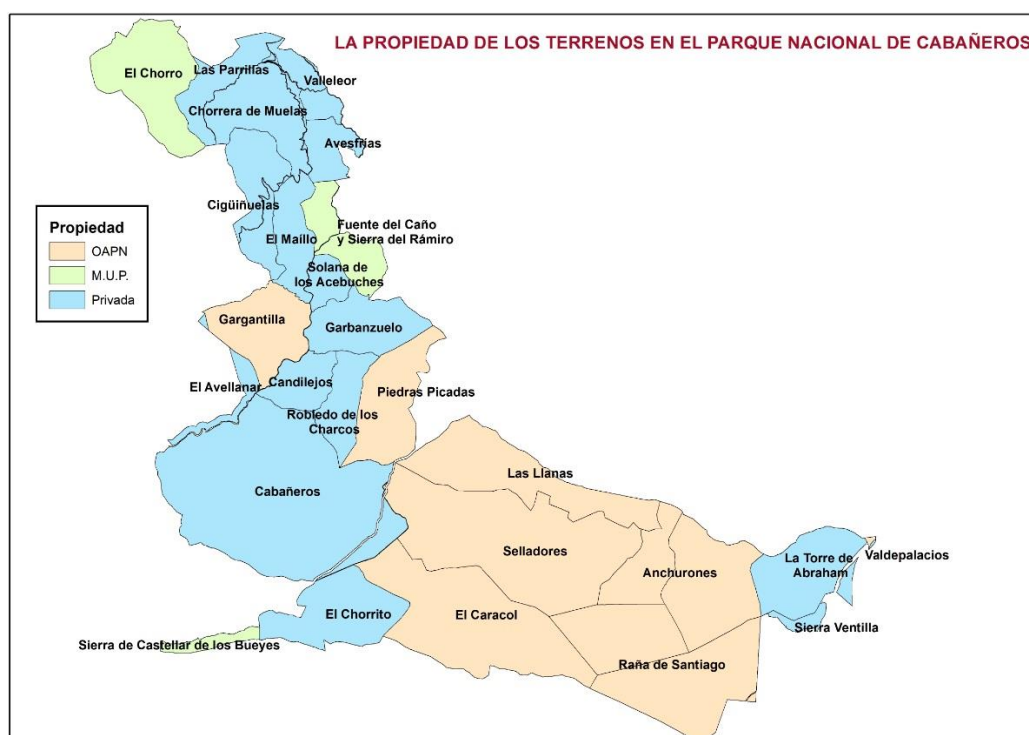 LA PROPIEDAD DE LOS TERRENOS EN EL PARQUE NACIONAL DE CABAÑEROS
El Chorro
Las Parrillas
Valleleor
Chorrera de Muelas
Avesfrías
Cigüiñuelas
El Maíllo
Fuente del Caño
y Sierra del Rámiro
Solana de
los Acebuches
Propiedad
OAPN
M.U.P.
Privada
Gargantilla
Garbanzuelo
El Avellanar
Candilejos
Piedras Picadas
Robledo de los
Charcos
Cabañeros
Las Llanas
Selladores
Anchurones
La Torre de
Abraham
Valdepalacios
El Chorrito
El Caracol
Sierra Ventilla
Sierra de Castellar de los Bueyes
Raña de Santiago